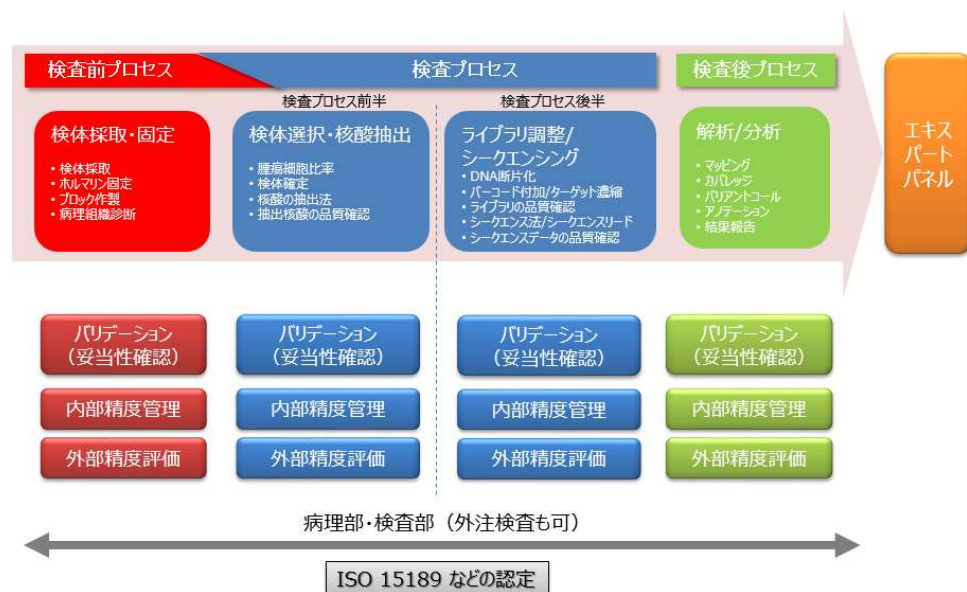 検査前プロセス
検査プロセス
検査後プロセス
検査プロセス前半
検査プロセス後半
検体採取・固定
・検体採取
・ホルマリン固定
・ブロック作製
・病理組織診断
検体選択・核酸抽出
・腫瘍細胞比率
・検体確定
・核酸の抽出法
・抽出核酸の品質確認
ライブラリ調整/
シークエンシング
・DNA断片化
・バーコード付加/ターゲット濃縮
・ライブラリの品質確認
・シークエンス法/シークエンスリード
・シークエンスデータの品質確認
解析/分析
・マッピング
・カバレッジ
・バリアントコール
・アノテーション
・結果報告
エキス
パート
パネル
バリデーション
(妥当性確認)
バリデーション
(妥当性確認)
バリデーション
(妥当性確認)
バリデーション
(妥当性確認)
内部精度管理
内部精度管理
内部精度管理
内部精度管理
外部精度評価
外部精度評価
外部精度評価
外部精度評価
病理部・検査部（外注検査も可）
ISO 15189 などの認定